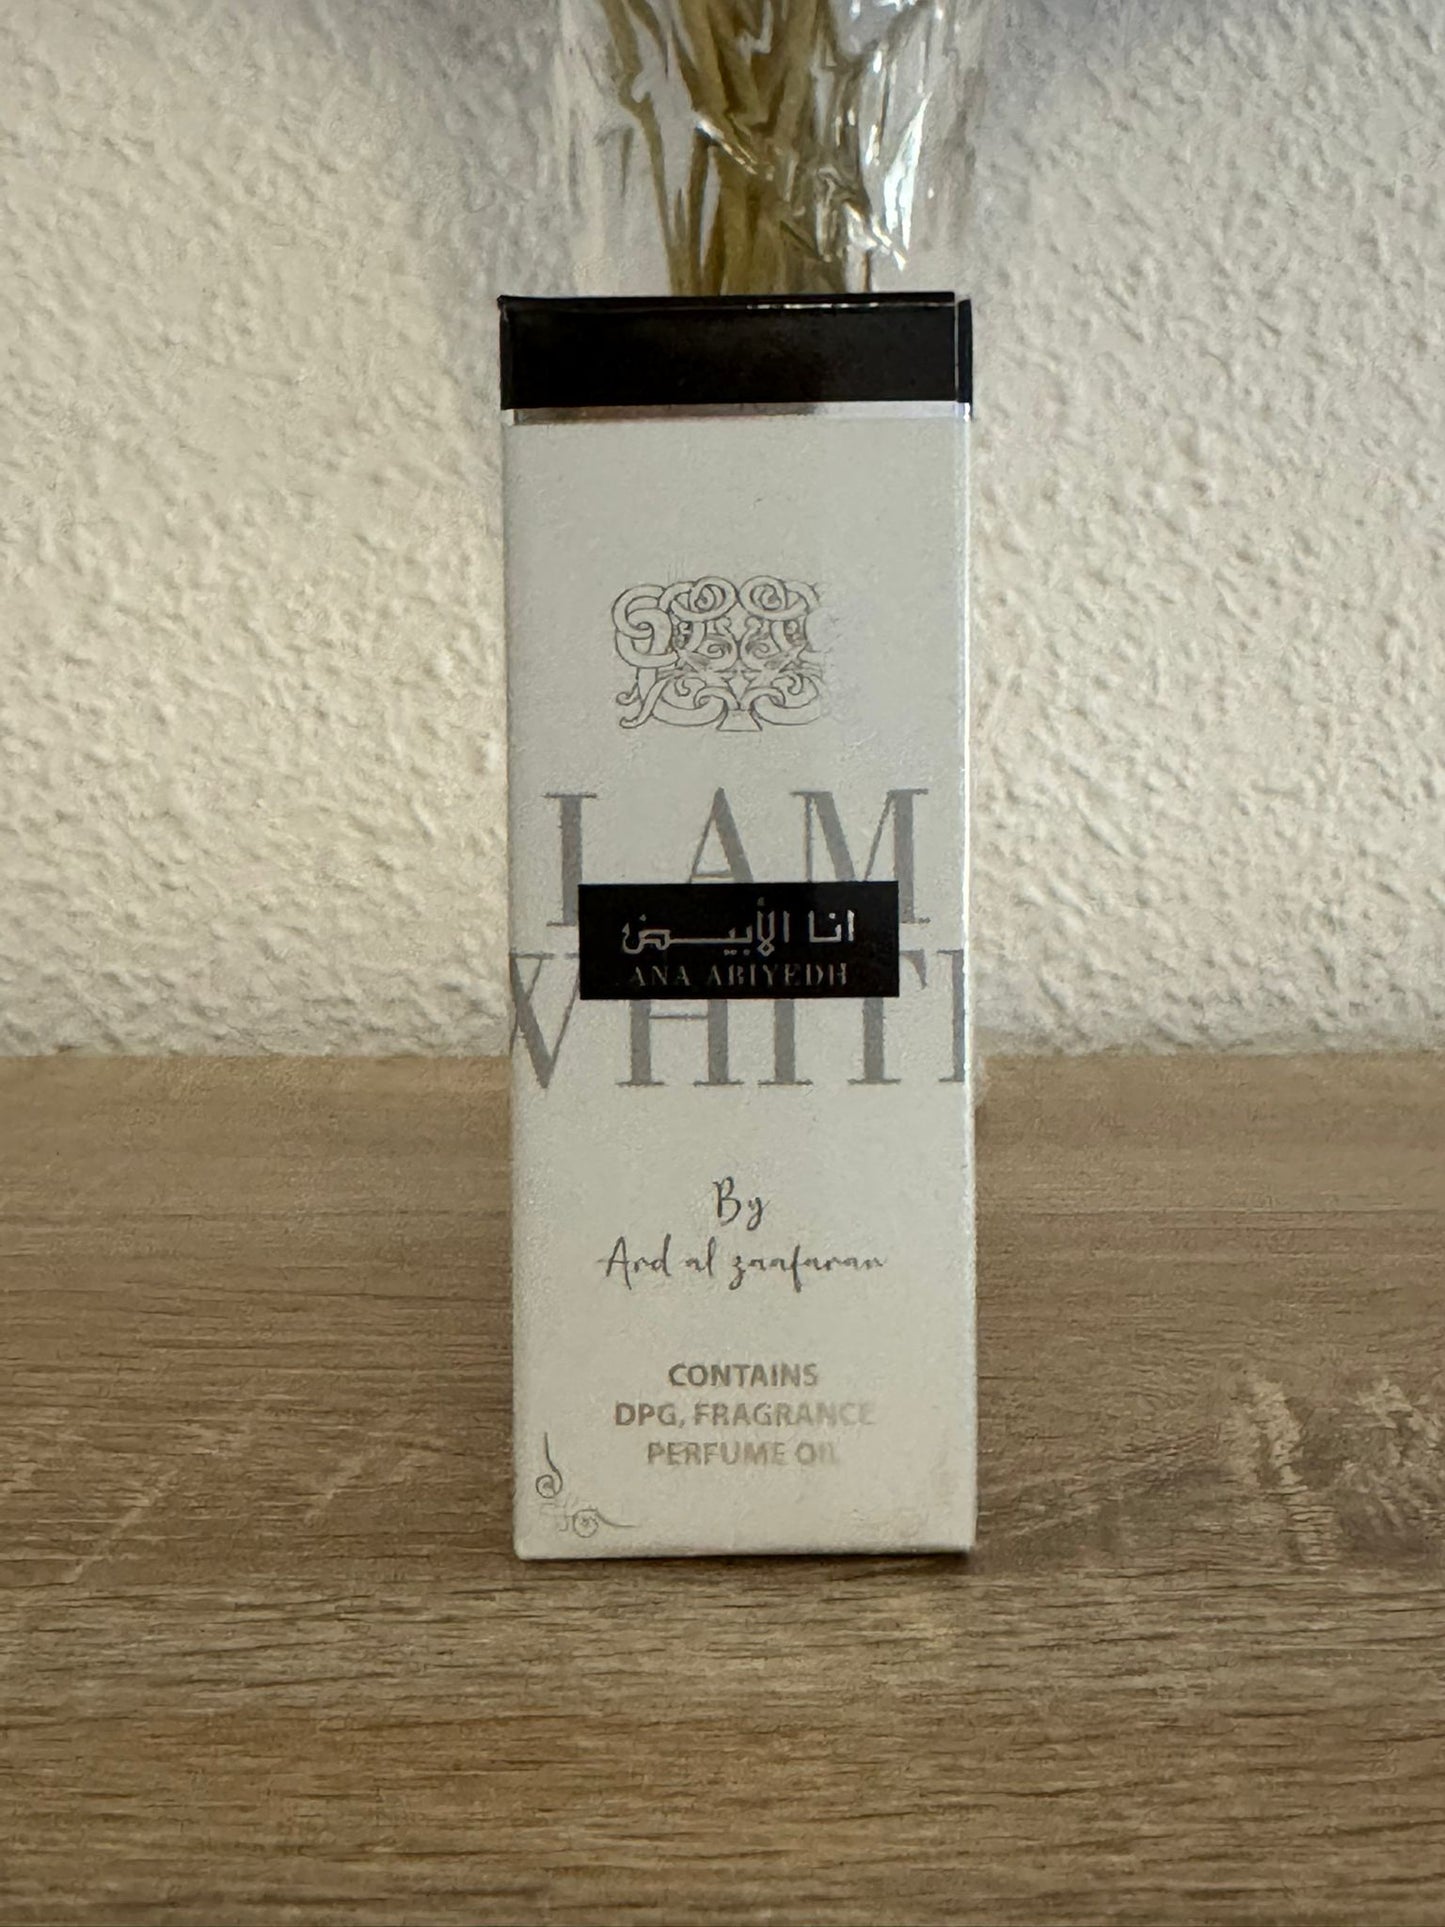 I AM
انا الأبيض
ANA ABIYEDH
WHITE
By
Ard al zaafaran
CONTAINS
DPG, FRAGRANCE
PERFUME OIL